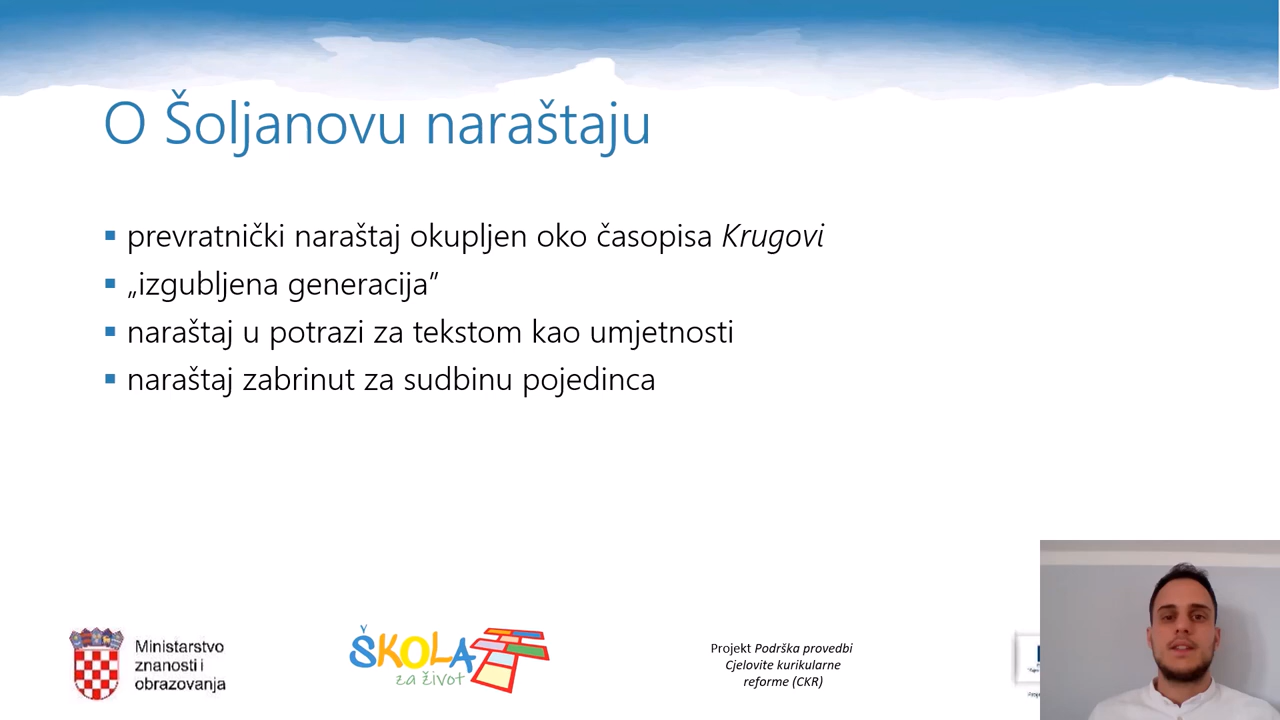 O Šoljanovu naraštaju
prevratnički naraštaj okupljen oko časopisa Krugovi
„izgubljena generacija”
naraštaj u potrazi za tekstom kao umjetnosti
naraštaj zabrinut za sudbinu pojedinca
Ministarstvo
znanosti i
obrazovanja
ŠKOLA
za život
Projekt Podrška provedbi
Cjelovite kurikularne
reforme (CKR)